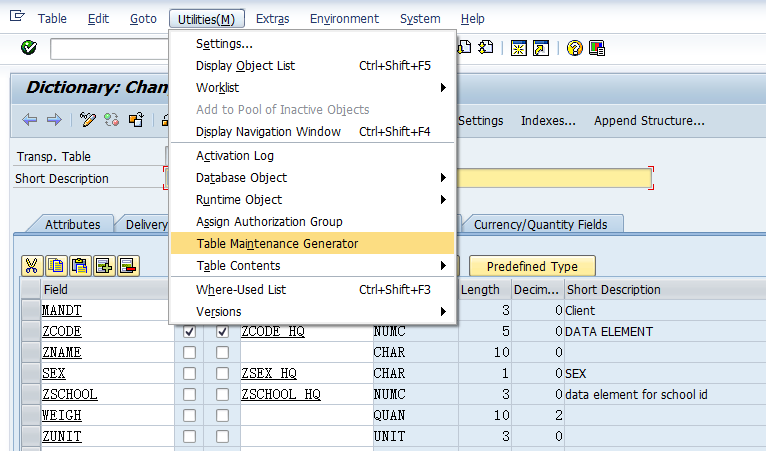 Table Edit Goto Utilities(M) Extras Environment System Help
Settings...
Display Object List Ctrl+Shift+F5
Worklist
Dictionary: Chan
Add to Pool of Inactive Objects
Display Navigation Window Ctrl+Shift+F4
Settings Indexes... Append Structure...
Activation Log
Transp. Table
Database Object
Short Description
Runtime Object
Assign Authorization Group
Attributes Delivery Currency/Quantity Fields
Table Maintenance Generator
Table Contents
Predefined Type
Where-Used List Ctrl+Shift+F3
Versions
Field Length Decim... Short Description
MANDT 3 0 Client
ZCODE ZCODE_HQ NUMC 5 0 DATA ELEMENT
ZNAME CHAR 10 0
SEX ZSEX_HQ CHAR 1 0 SEX
ZSCHOOL ZSCHOOL_HQ NUMC 3 0 data element for school id
WEIGH QUAN 10 2
ZUNIT UNIT 3 0